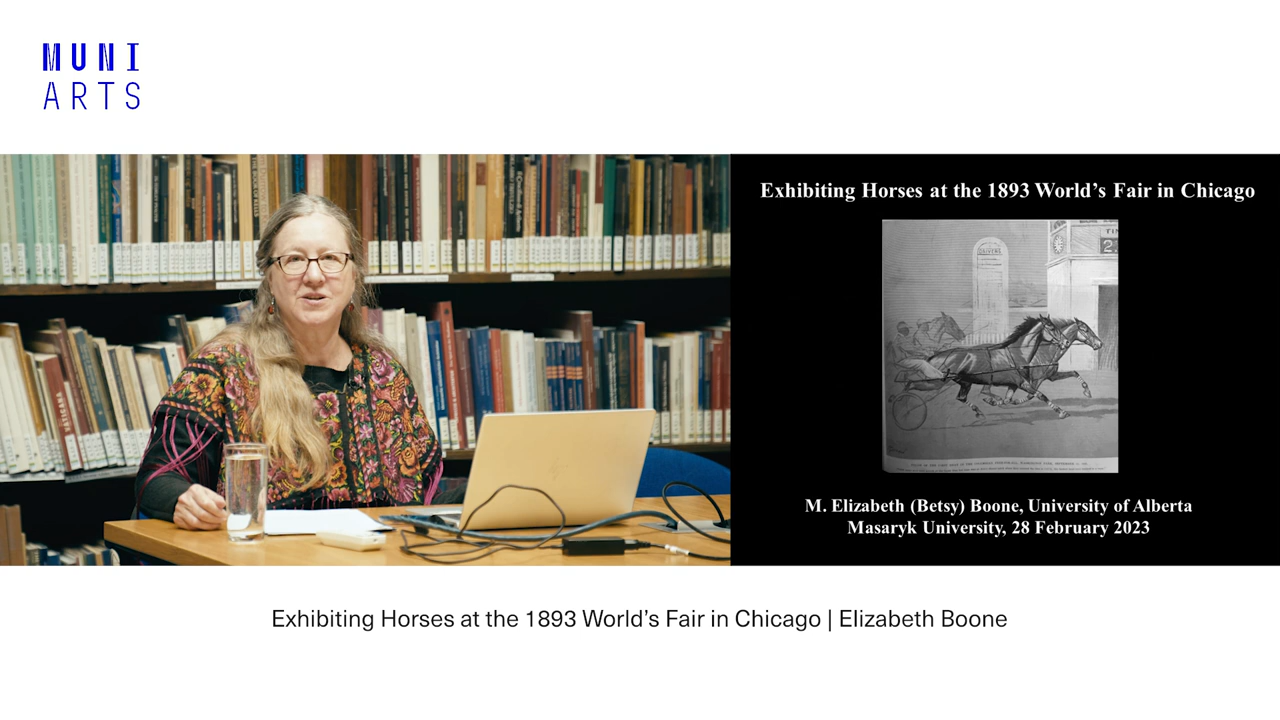 MUNI
ARTS
VATICANA
Exhibiting Horses at the 1893 World's Fair in Chicago
M. Elizabeth (Betsy) Boone, University of Alberta
Masaryk University, 28 February 2023
Exhibiting Horses at the 1893 World's Fair in Chicago | Elizabeth Boone